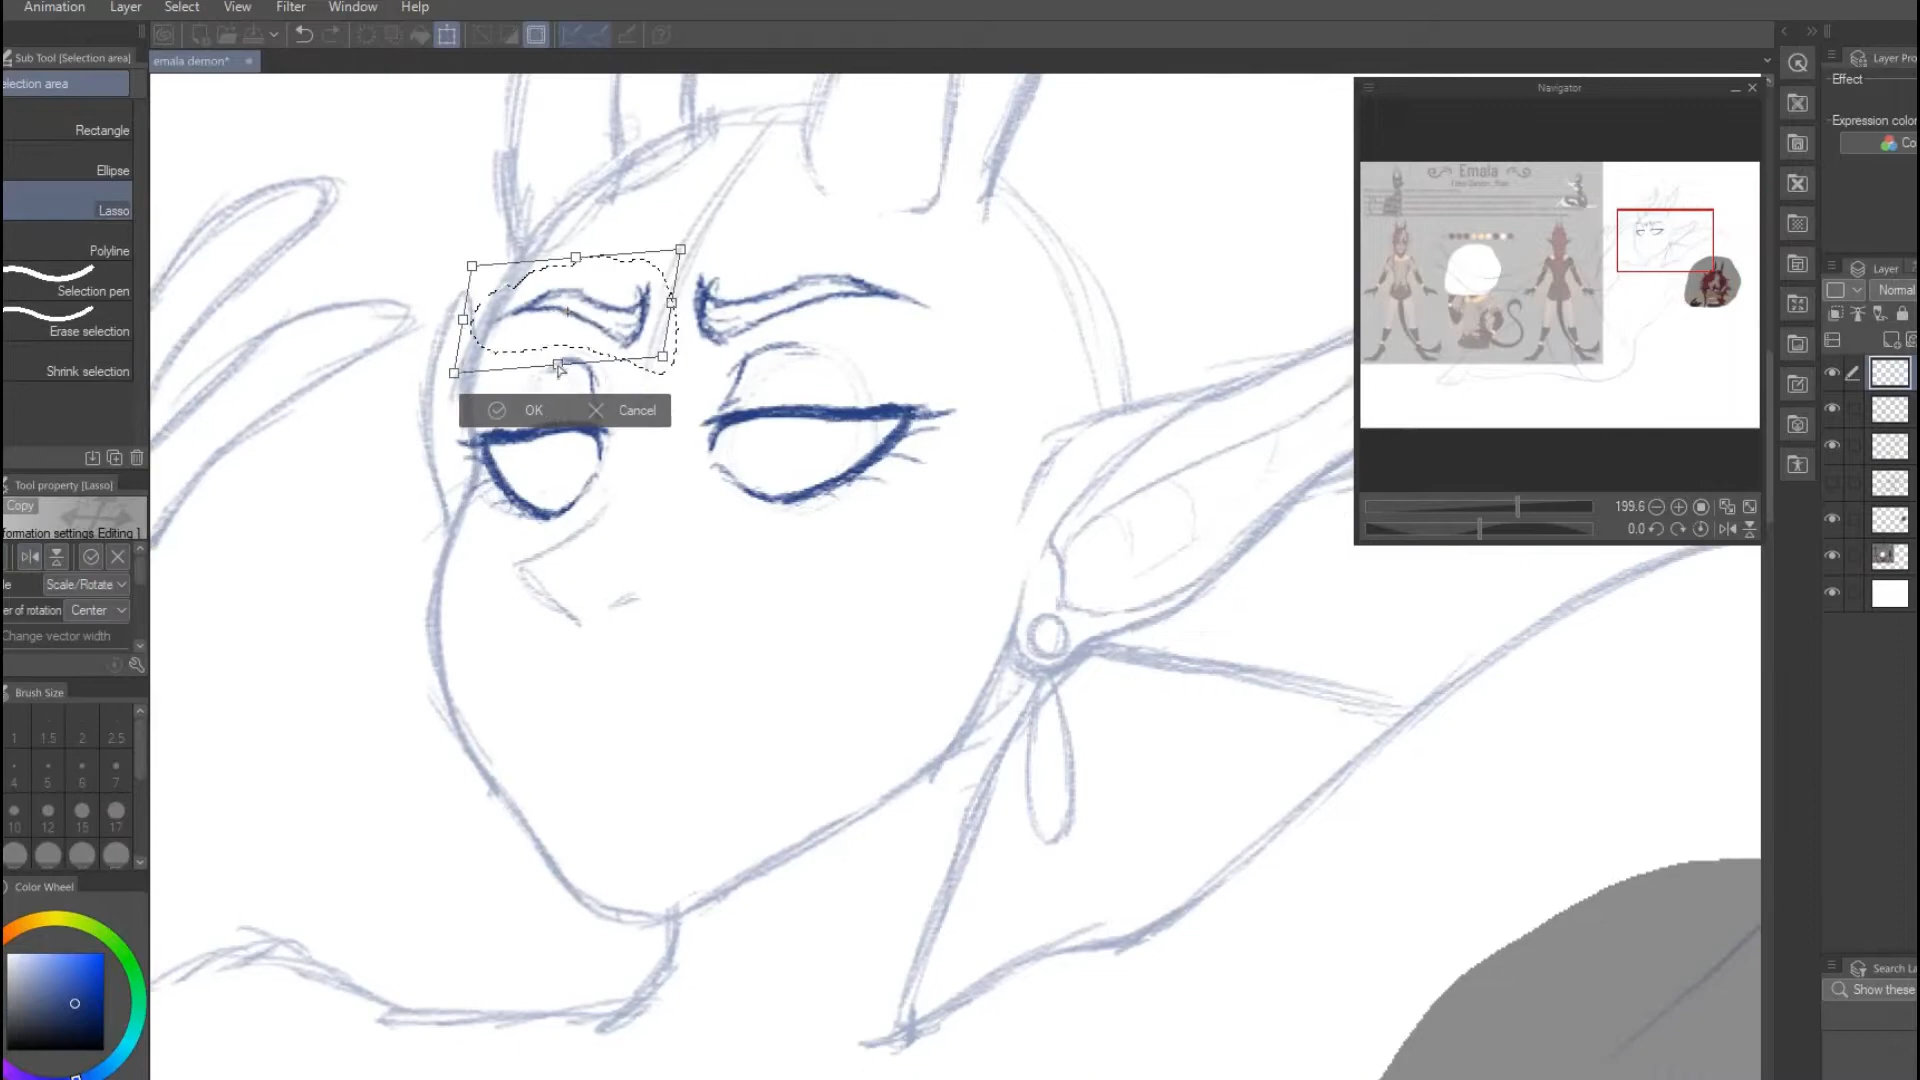 Animation Layer Select View Filter Window Help
Sub Tool [Selection area]
election area
Rectangle
Ellipse
Lasso
Polyline
Selection pen
Erase selection
Shrink selection
Tool property [Lasso]
Copy
formation settings Editing 1
le Scale/Rotate
er of rotation Center
Change vector width
Brush Size
1 1.5 2 2.5
4 5 6 7
10 12 15 17
Color Wheel
emala demon*
OK Cancel
Navigator
Emala
199.6
0.0
Layer Pro
Effect
Expression color
Co
Layer
Normal
Search La
Show these